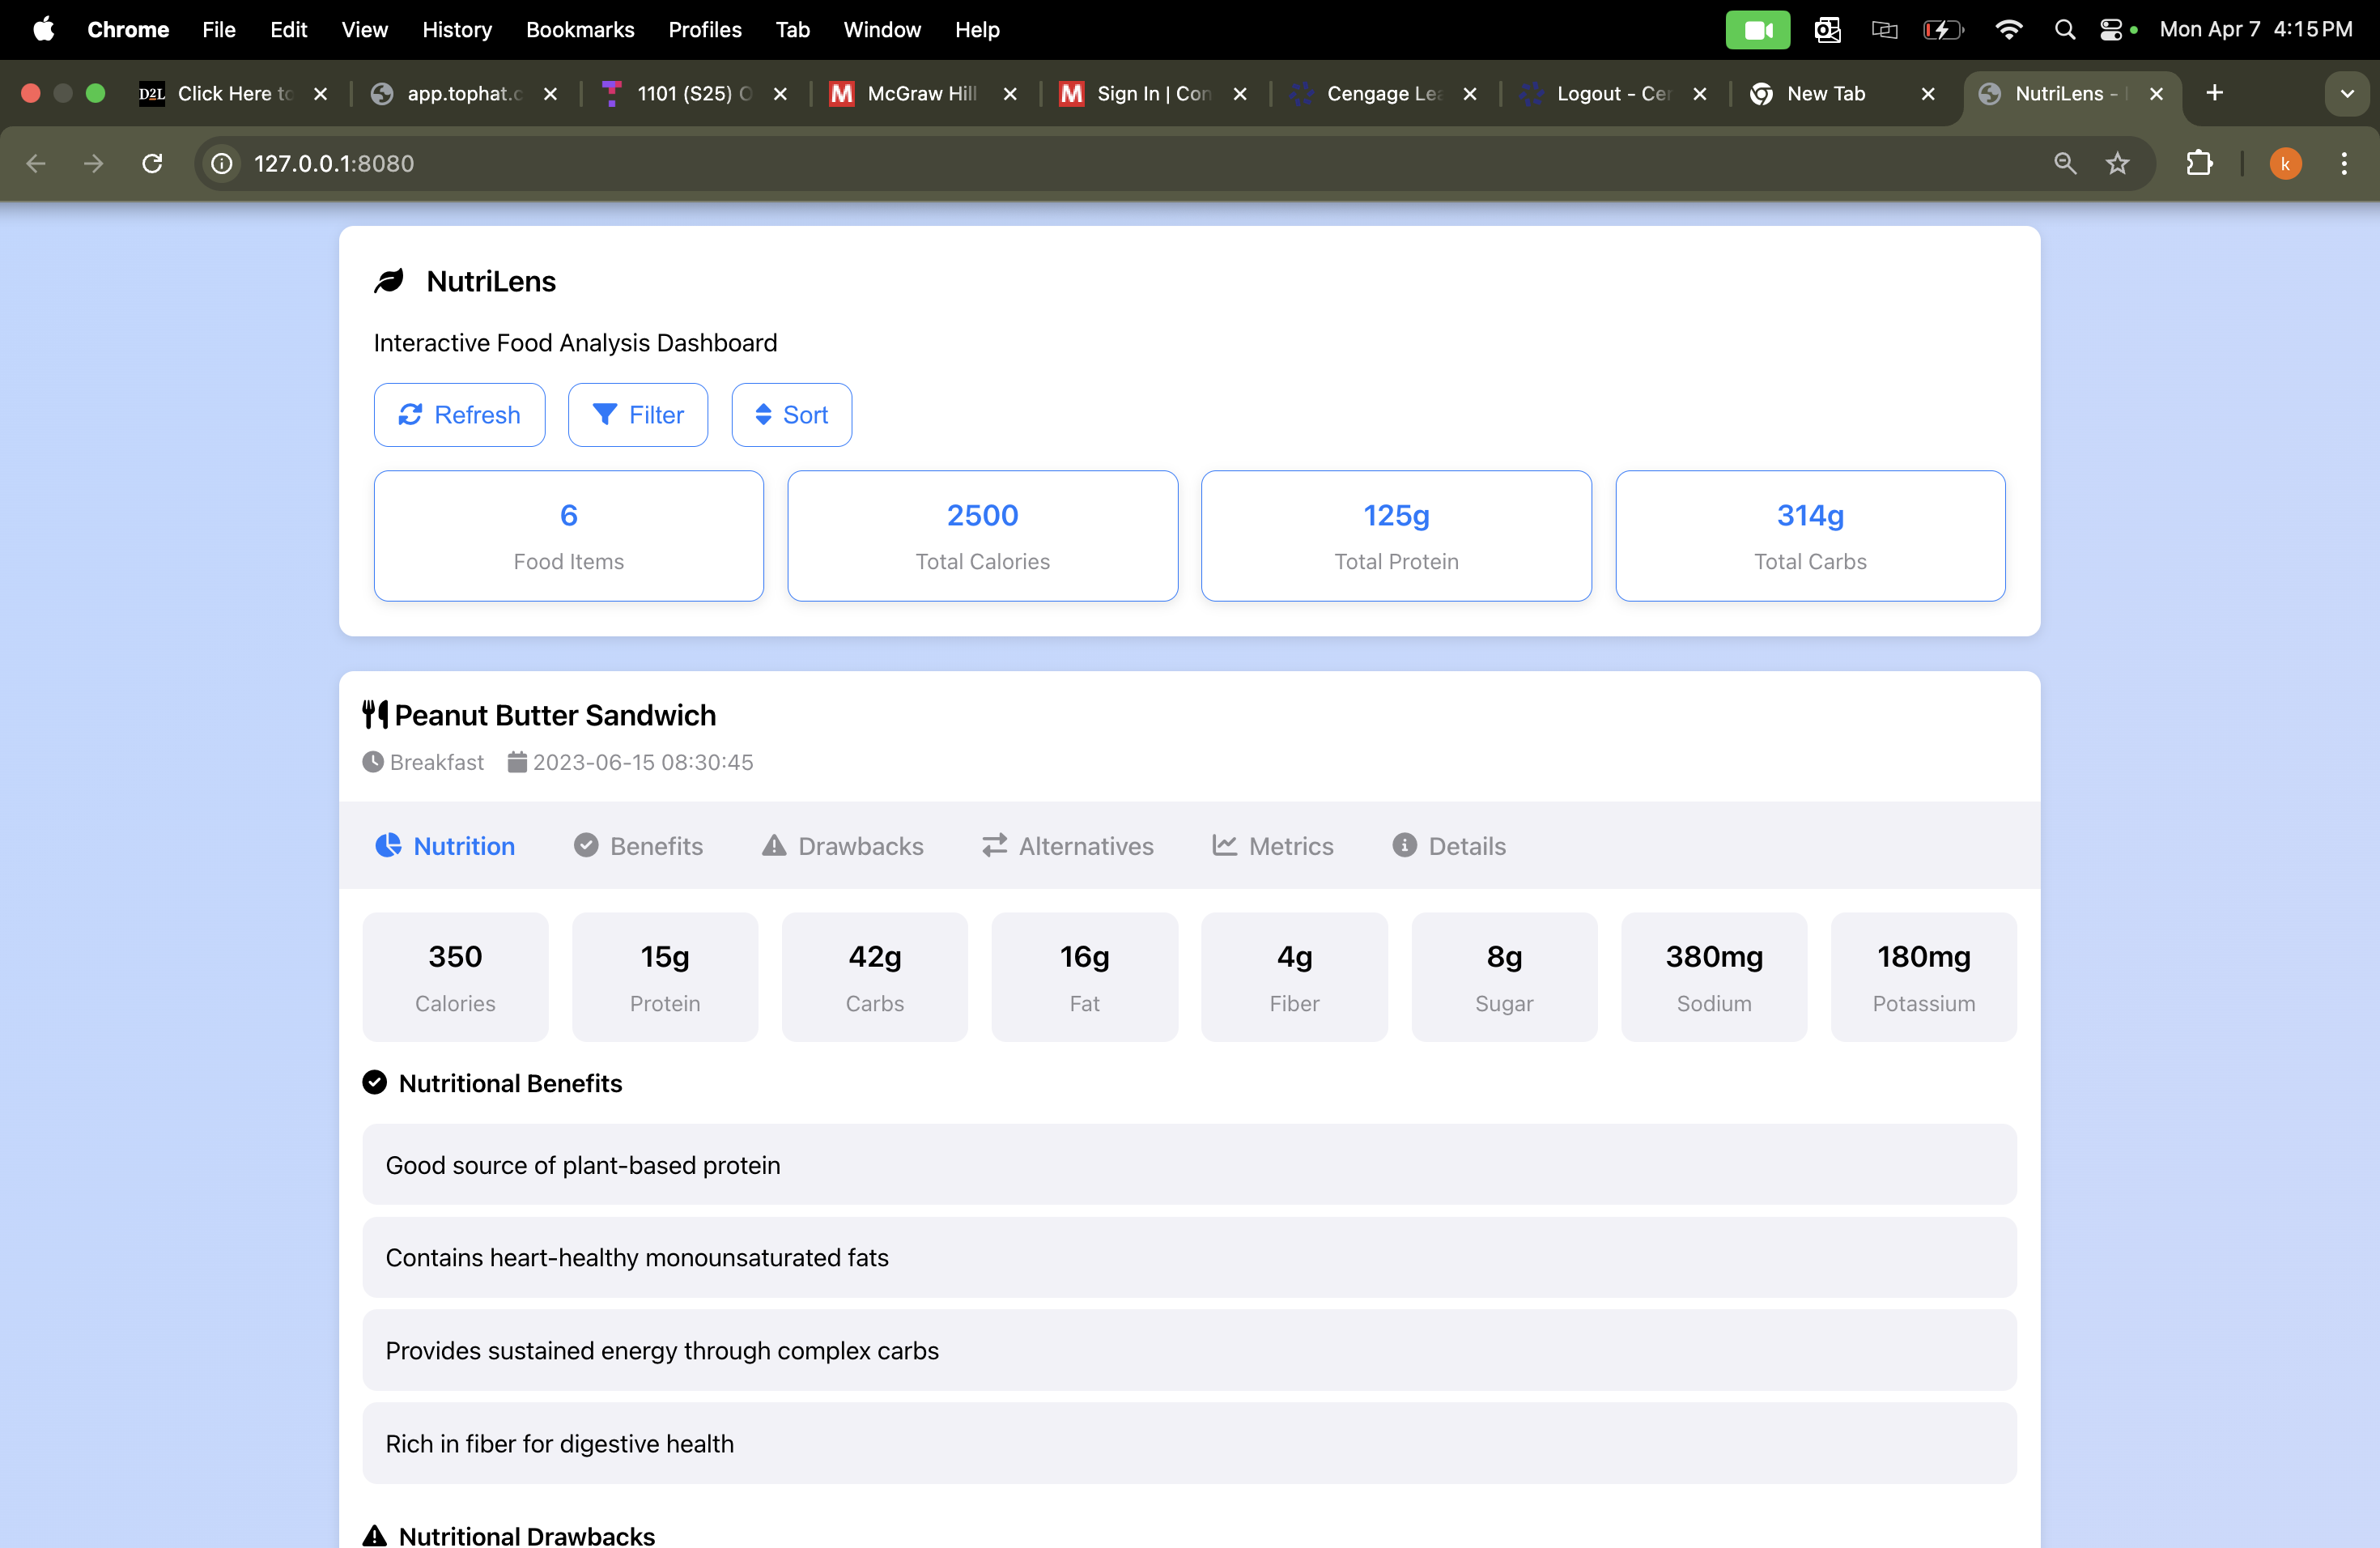 Chrome File Edit View History Bookmarks Profiles Tab Window Help Mon Apr 7 4:15 PM
D2L Click Here to app.tophat.c 1101 (S25) McGraw Hill Sign In | Con Cengage Lea Logout - Cen New Tab NutriLens -
127.0.0.1:8080 k
NutriLens
Interactive Food Analysis Dashboard
Refresh Filter Sort
6 2500 125g 314g
Food Items Total Calories Total Protein Total Carbs
Peanut Butter Sandwich
Breakfast 2023-06-15 08:30:45
Nutrition Benefits Drawbacks Alternatives Metrics Details
350 15g 42g 16g 4g 8g 380mg 180mg
Calories Protein Carbs Fat Fiber Sugar Sodium Potassium
Nutritional Benefits
Good source of plant-based protein
Contains heart-healthy monounsaturated fats
Provides sustained energy through complex carbs
Rich in fiber for digestive health
Nutritional Drawbacks